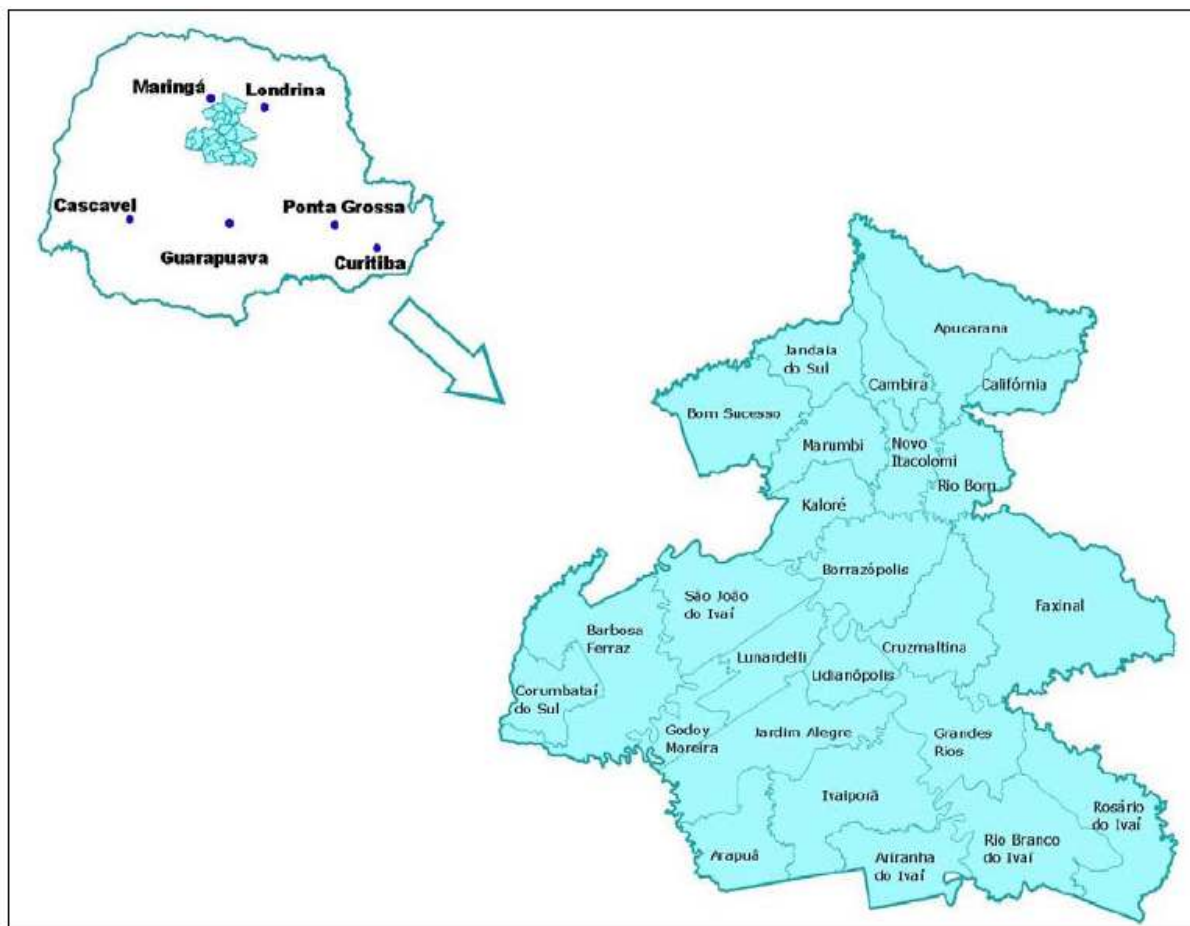 Maringá
Londrina
Cascavel
Ponta Grossa
Guarapuava
Curitiba
Apucarana
Jandaia
do Sul
Cambira
Califórnia
Bom Sucesso
Marumbi
Novo
Itacolomi
Rio Bom
Kaloré
Borrazópolis
São João
do Ivaí
Faxinal
Barbosa
Ferraz
Cruzmaltina
Lunardelli
Lidianópolis
Corumbataí
do Sul
Godoy
Moreira
Jardim Alegre
Grandes
Rios
Ivaiporã
Rosário
do Ivaí
Rio Branco
do Ivaí
Arapuã
Ariranha
do Ivaí